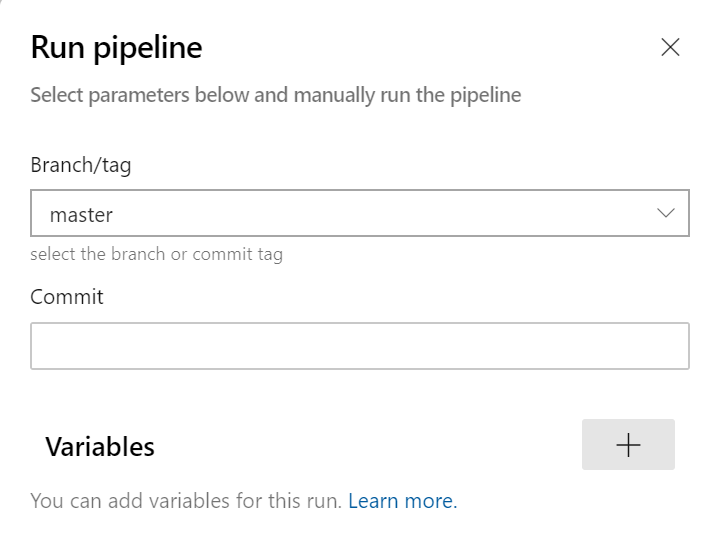 Run pipeline
Select parameters below and manually run the pipeline
Branch/tag
master
select the branch or commit tag
Commit
Variables
You can add variables for this run. Learn more.